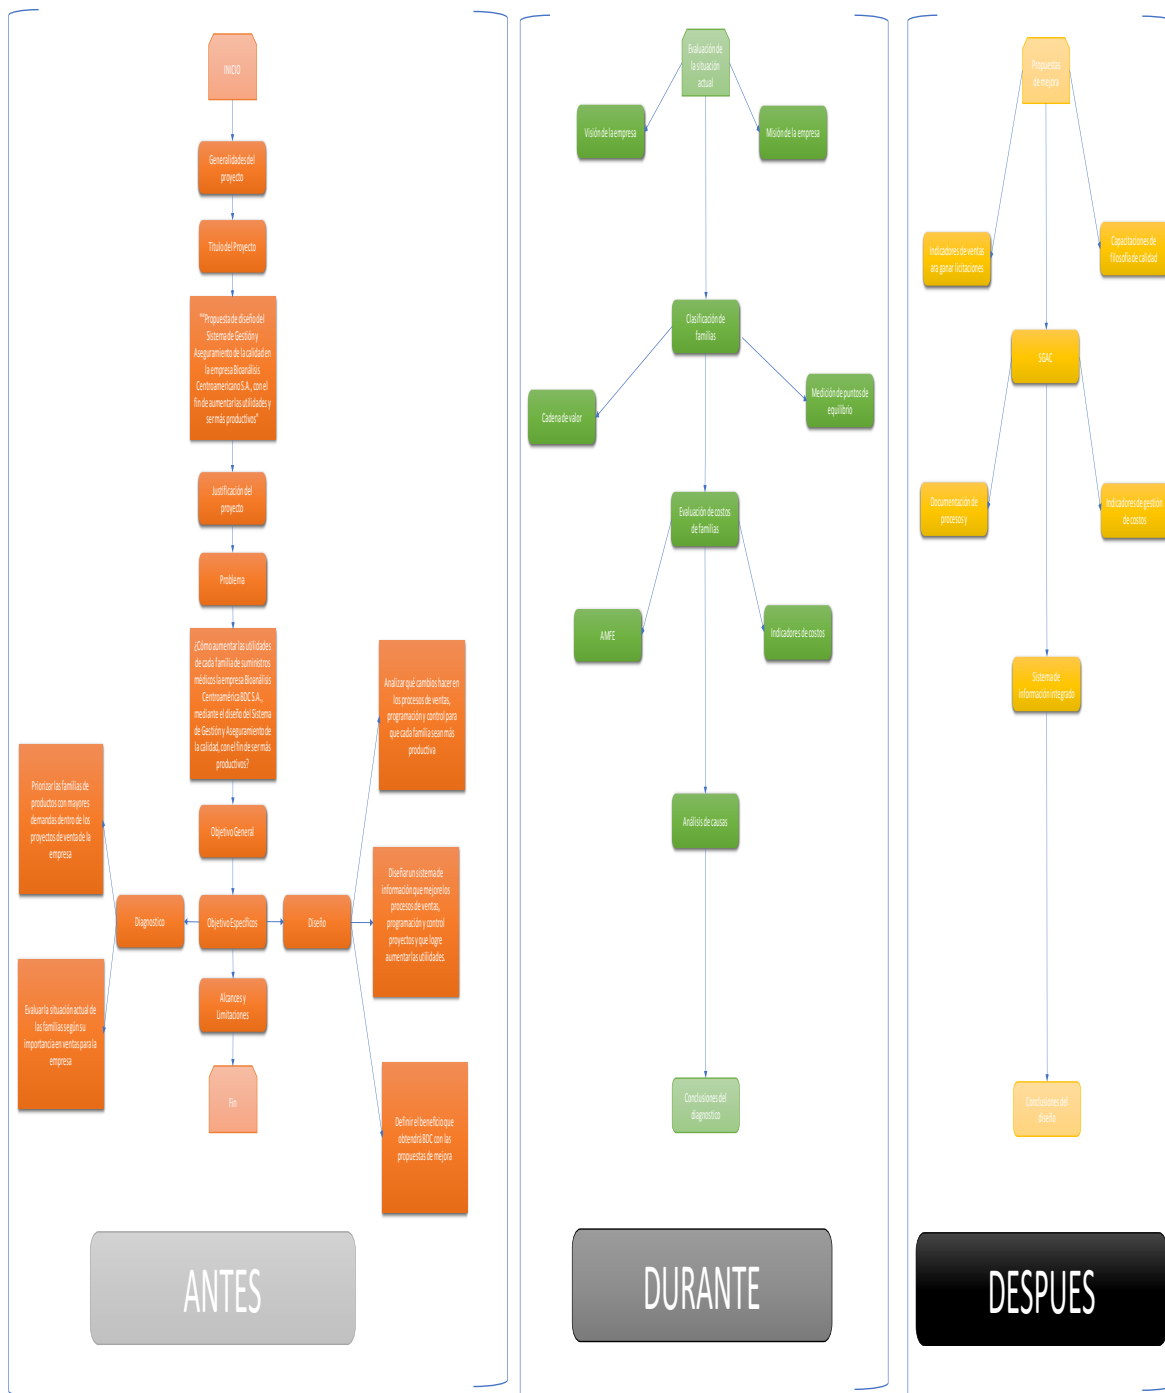 INICIO
Generalidades del
proyecto
Título del Proyecto
""Propuesta de diseño del
Sistema de Gestión y
Aseguramiento de la calidad en
la empresa Bioanálisis
Centroamericano S.A., con el
fin de aumentar las utilidades y
ser más productivos"
Justificación del
proyecto
Problema
¿Cómo aumentar las utilidades
de cada familia de suministros
médicos la empresa Bioanálisis
Centroamérica BDC S.A.,
mediante el diseño del Sistema
de Gestión y Aseguramiento de
la calidad, con el fin de ser más
productivos?
Objetivo General
Objetivo Específicos
Diagnostico
Priorizar las familias de
productos con mayores
demandas dentro de los
proyectos de venta de la
empresa
Evaluar la situación actual de
las familias según su
importancia en ventas para la
empresa
Diseño
Analizar qué cambios hacer en
los procesos de ventas,
programación y control para
que cada familia sean más
productiva
Diseñar un sistema de
información que mejore los
procesos de ventas,
programación y control
proyectos y que logre
aumentar las utilidades.
Definir el beneficio que
obtendrá BDC con las
propuestas de mejora
Alcances y
Limitaciones
Fin
ANTES
Evaluación de
la situación
actual
Visión de la empresa
Misión de la empresa
Clasificación de
familias
Cadena de valor
Medición de puntos de
equilibrio
Evaluación de costos
de familias
AMFE
Indicadores de costos
Análisis de causas
Conclusiones del
diagnostico
DURANTE
Propuestas
de mejora
Indicadores de ventas
ara ganar licitaciones
Capacitaciones de
filosofía de calidad
SGAC
Documentación de
procesos y
Indicadores de gestión
de costos
Sistema de
información integrado
Conclusiones del
diseño
DESPUES